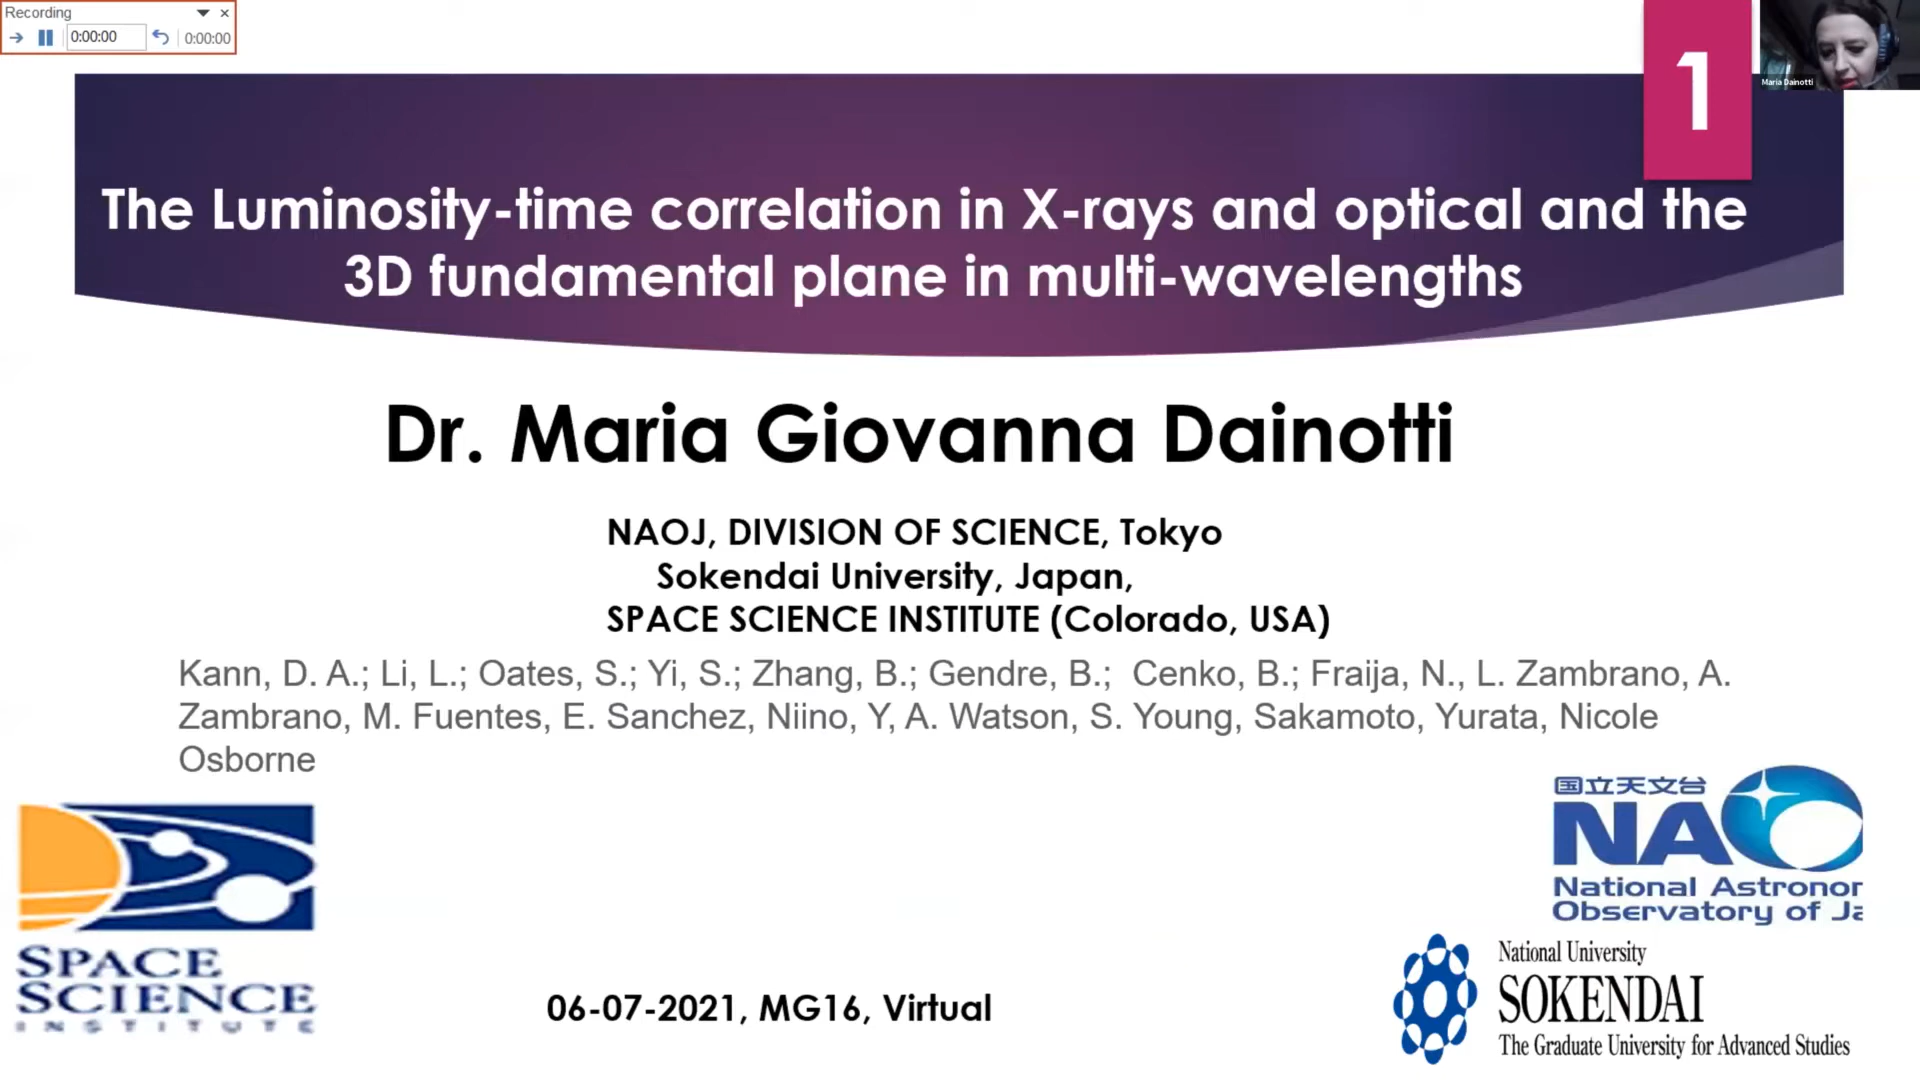 Recording
0:00:00
0:00:00
1
Maria Dainotti
The Luminosity-time correlation in X-rays and optical and the
3D fundamental plane in multi-wavelengths
Dr. Maria Giovanna Dainotti
NAOJ, DIVISION OF SCIENCE, Tokyo
Sokendai University, Japan,
SPACE SCIENCE INSTITUTE (Colorado, USA)
Kann, D. A.; Li, L.; Oates, S.; Yi, S.; Zhang, B.; Gendre, B.; Cenko, B.; Fraija, N., L. Zambrano, A.
Zambrano, M. Fuentes, E. Sanchez, Niino, Y, A. Watson, S. Young, Sakamoto, Yurata, Nicole
Osborne
国立天文台
NAO
National Astronor
Observatory of Ja
SPACE
SCIENCE
INSTITUTE
06-07-2021, MG16, Virtual
National University
SOKENDAI
The Graduate University for Advanced Studies